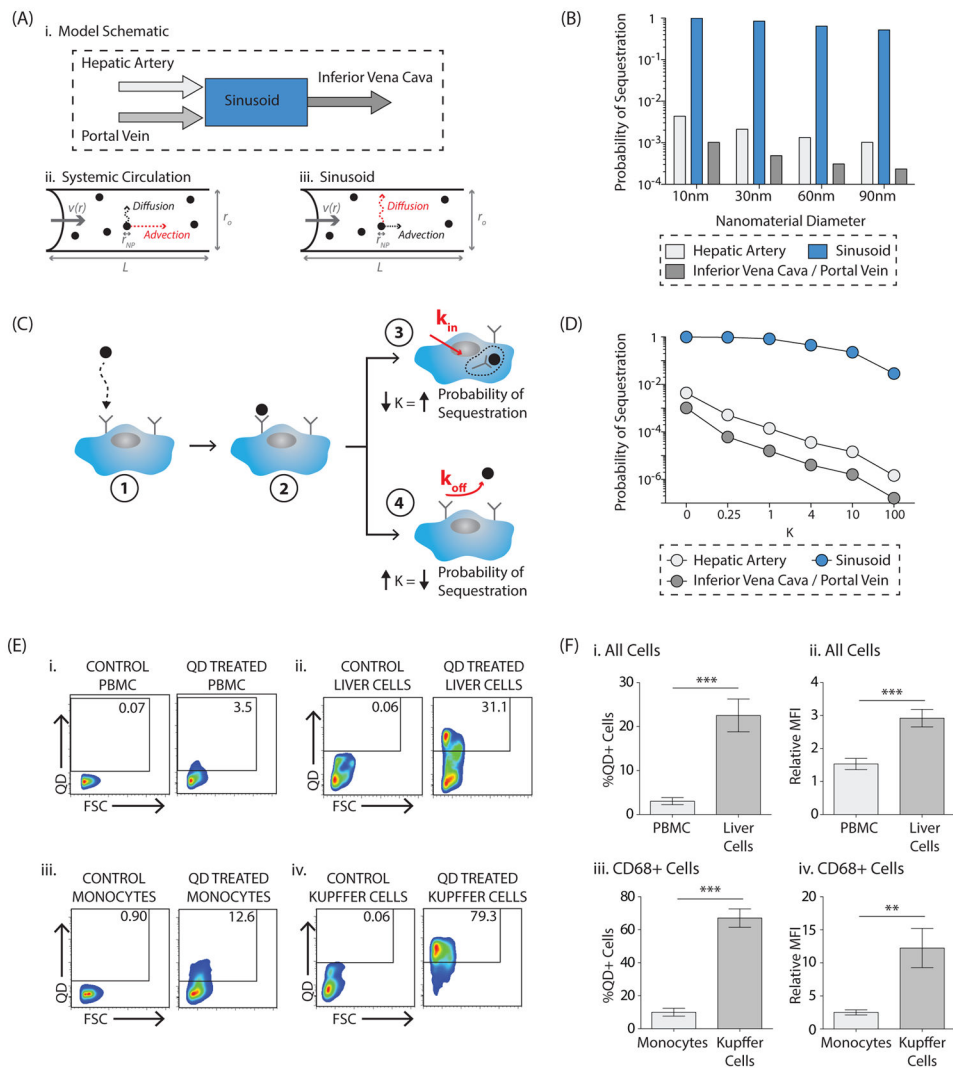 (A)
i. Model Schematic
Hepatic Artery
Portal Vein
Sinusoid
Inferior Vena Cava
ii. Systemic Circulation
v(r)
Diffusion
Advection
r_NP
r_o
L
iii. Sinusoid
v(r)
Diffusion
Advection
r_NP
r_o
L
(B)
Probability of Sequestration
1
10⁻¹
10⁻²
10⁻³
10⁻⁴
10nm 30nm 60nm 90nm
Nanomaterial Diameter
Hepatic Artery Sinusoid
Inferior Vena Cava / Portal Vein
(C)
1
2
3
k_in
↓ K = ↑ Probability of
Sequestration
4
k_off
↑ K = ↓ Probability of
Sequestration
(D)
Probability of Sequestration
1
10⁻²
10⁻⁴
10⁻⁶
0 0.25 1 4 10 100
K
Hepatic Artery Sinusoid
Inferior Vena Cava / Portal Vein
(E)
i. CONTROL
PBMC
0.07
QD TREATED
PBMC
3.5
QD
FSC
ii. CONTROL
LIVER CELLS
0.06
QD TREATED
LIVER CELLS
31.1
QD
FSC
iii. CONTROL
MONOCYTES
0.90
QD TREATED
MONOCYTES
12.6
QD
FSC
iv. CONTROL
KUPFFER CELLS
0.06
QD TREATED
KUPFFER CELLS
79.3
QD
FSC
(F)
i. All Cells
%QD+ Cells
30
20
10
0
***
PBMC Liver
Cells
ii. All Cells
Relative MFI
4
3
2
1
0
***
PBMC Liver
Cells
iii. CD68+ Cells
%QD+ Cells
80
60
40
20
0
***
Monocytes Kupffer
Cells
iv. CD68+ Cells
Relative MFI
20
15
10
5
0
**
Monocytes Kupffer
Cells